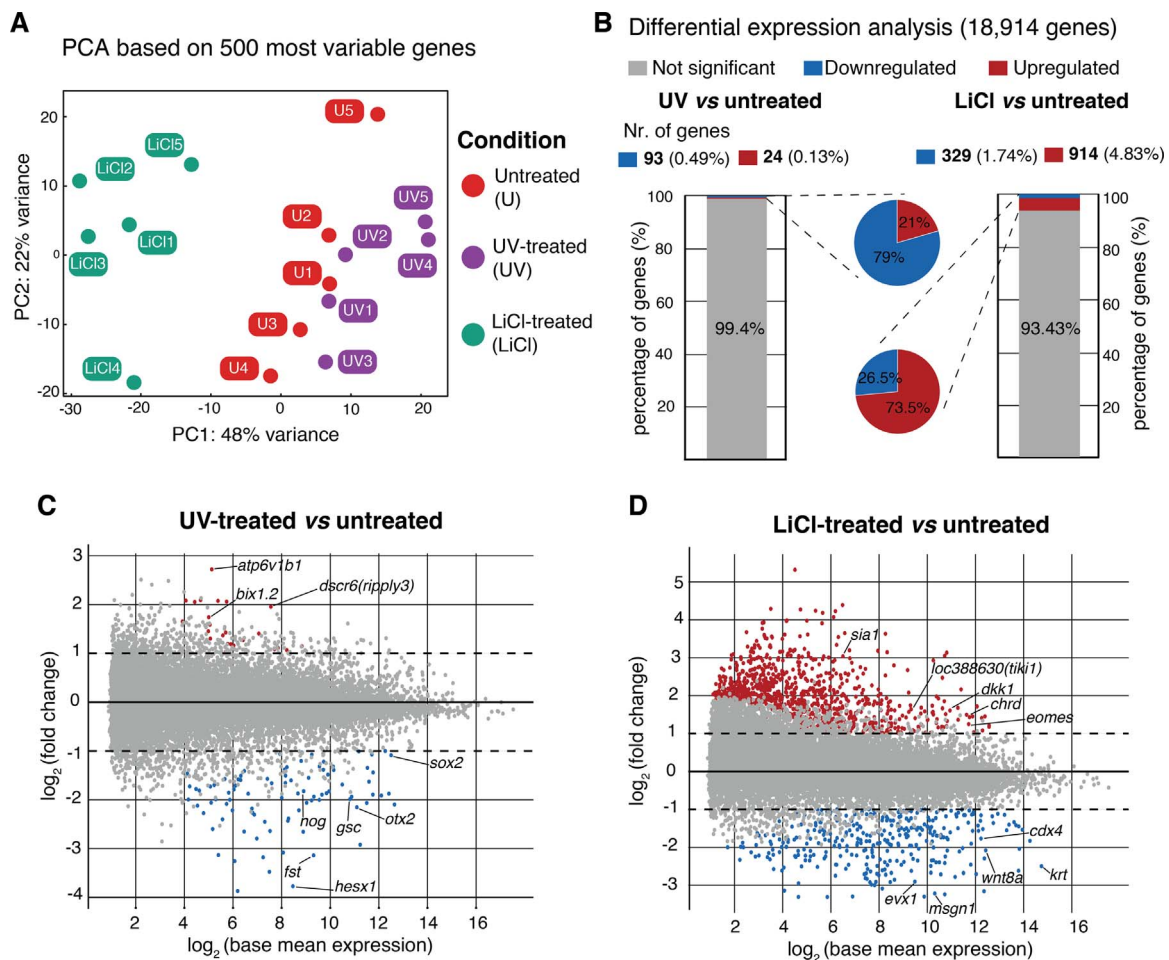 A
PCA based on 500 most variable genes
20
10
0
-10
-20
-30
-20
-10
0
10
20
PC2: 22% variance
PC1: 48% variance
U5
LiCl5
LiCl2
UV5
U2
UV2
LiCl1
LiCl3
UV4
U1
UV1
U3
UV3
LiCl4
U4
Condition
Untreated
(U)
UV-treated
(UV)
LiCl-treated
(LiCl)
B
Differential expression analysis (18,914 genes)
Not significant
Downregulated
Upregulated
UV vs untreated
LiCl vs untreated
Nr. of genes
93 (0.49%)
24 (0.13%)
329 (1.74%)
914 (4.83%)
percentage of genes (%)
100
80
60
40
20
99.4%
21%
79%
26.5%
73.5%
93.43%
100
80
60
40
20
percentage of genes (%)
C
UV-treated vs untreated
3
2
1
0
-1
-2
-3
-4
log2 (fold change)
atp6v1b1
bix1.2
dscr6(ripply3)
sox2
nog
gsc
otx2
fst
hesx1
2
4
6
8
10
12
14
16
log2 (base mean expression)
D
LiCl-treated vs untreated
5
4
3
2
1
0
-1
-2
-3
log2 (fold change)
sia1
loc388630(tiki1)
dkk1
chrd
eomes
cdx4
wnt8a
krt
evx1
msgn1
2
4
6
8
10
12
14
16
log2 (base mean expression)